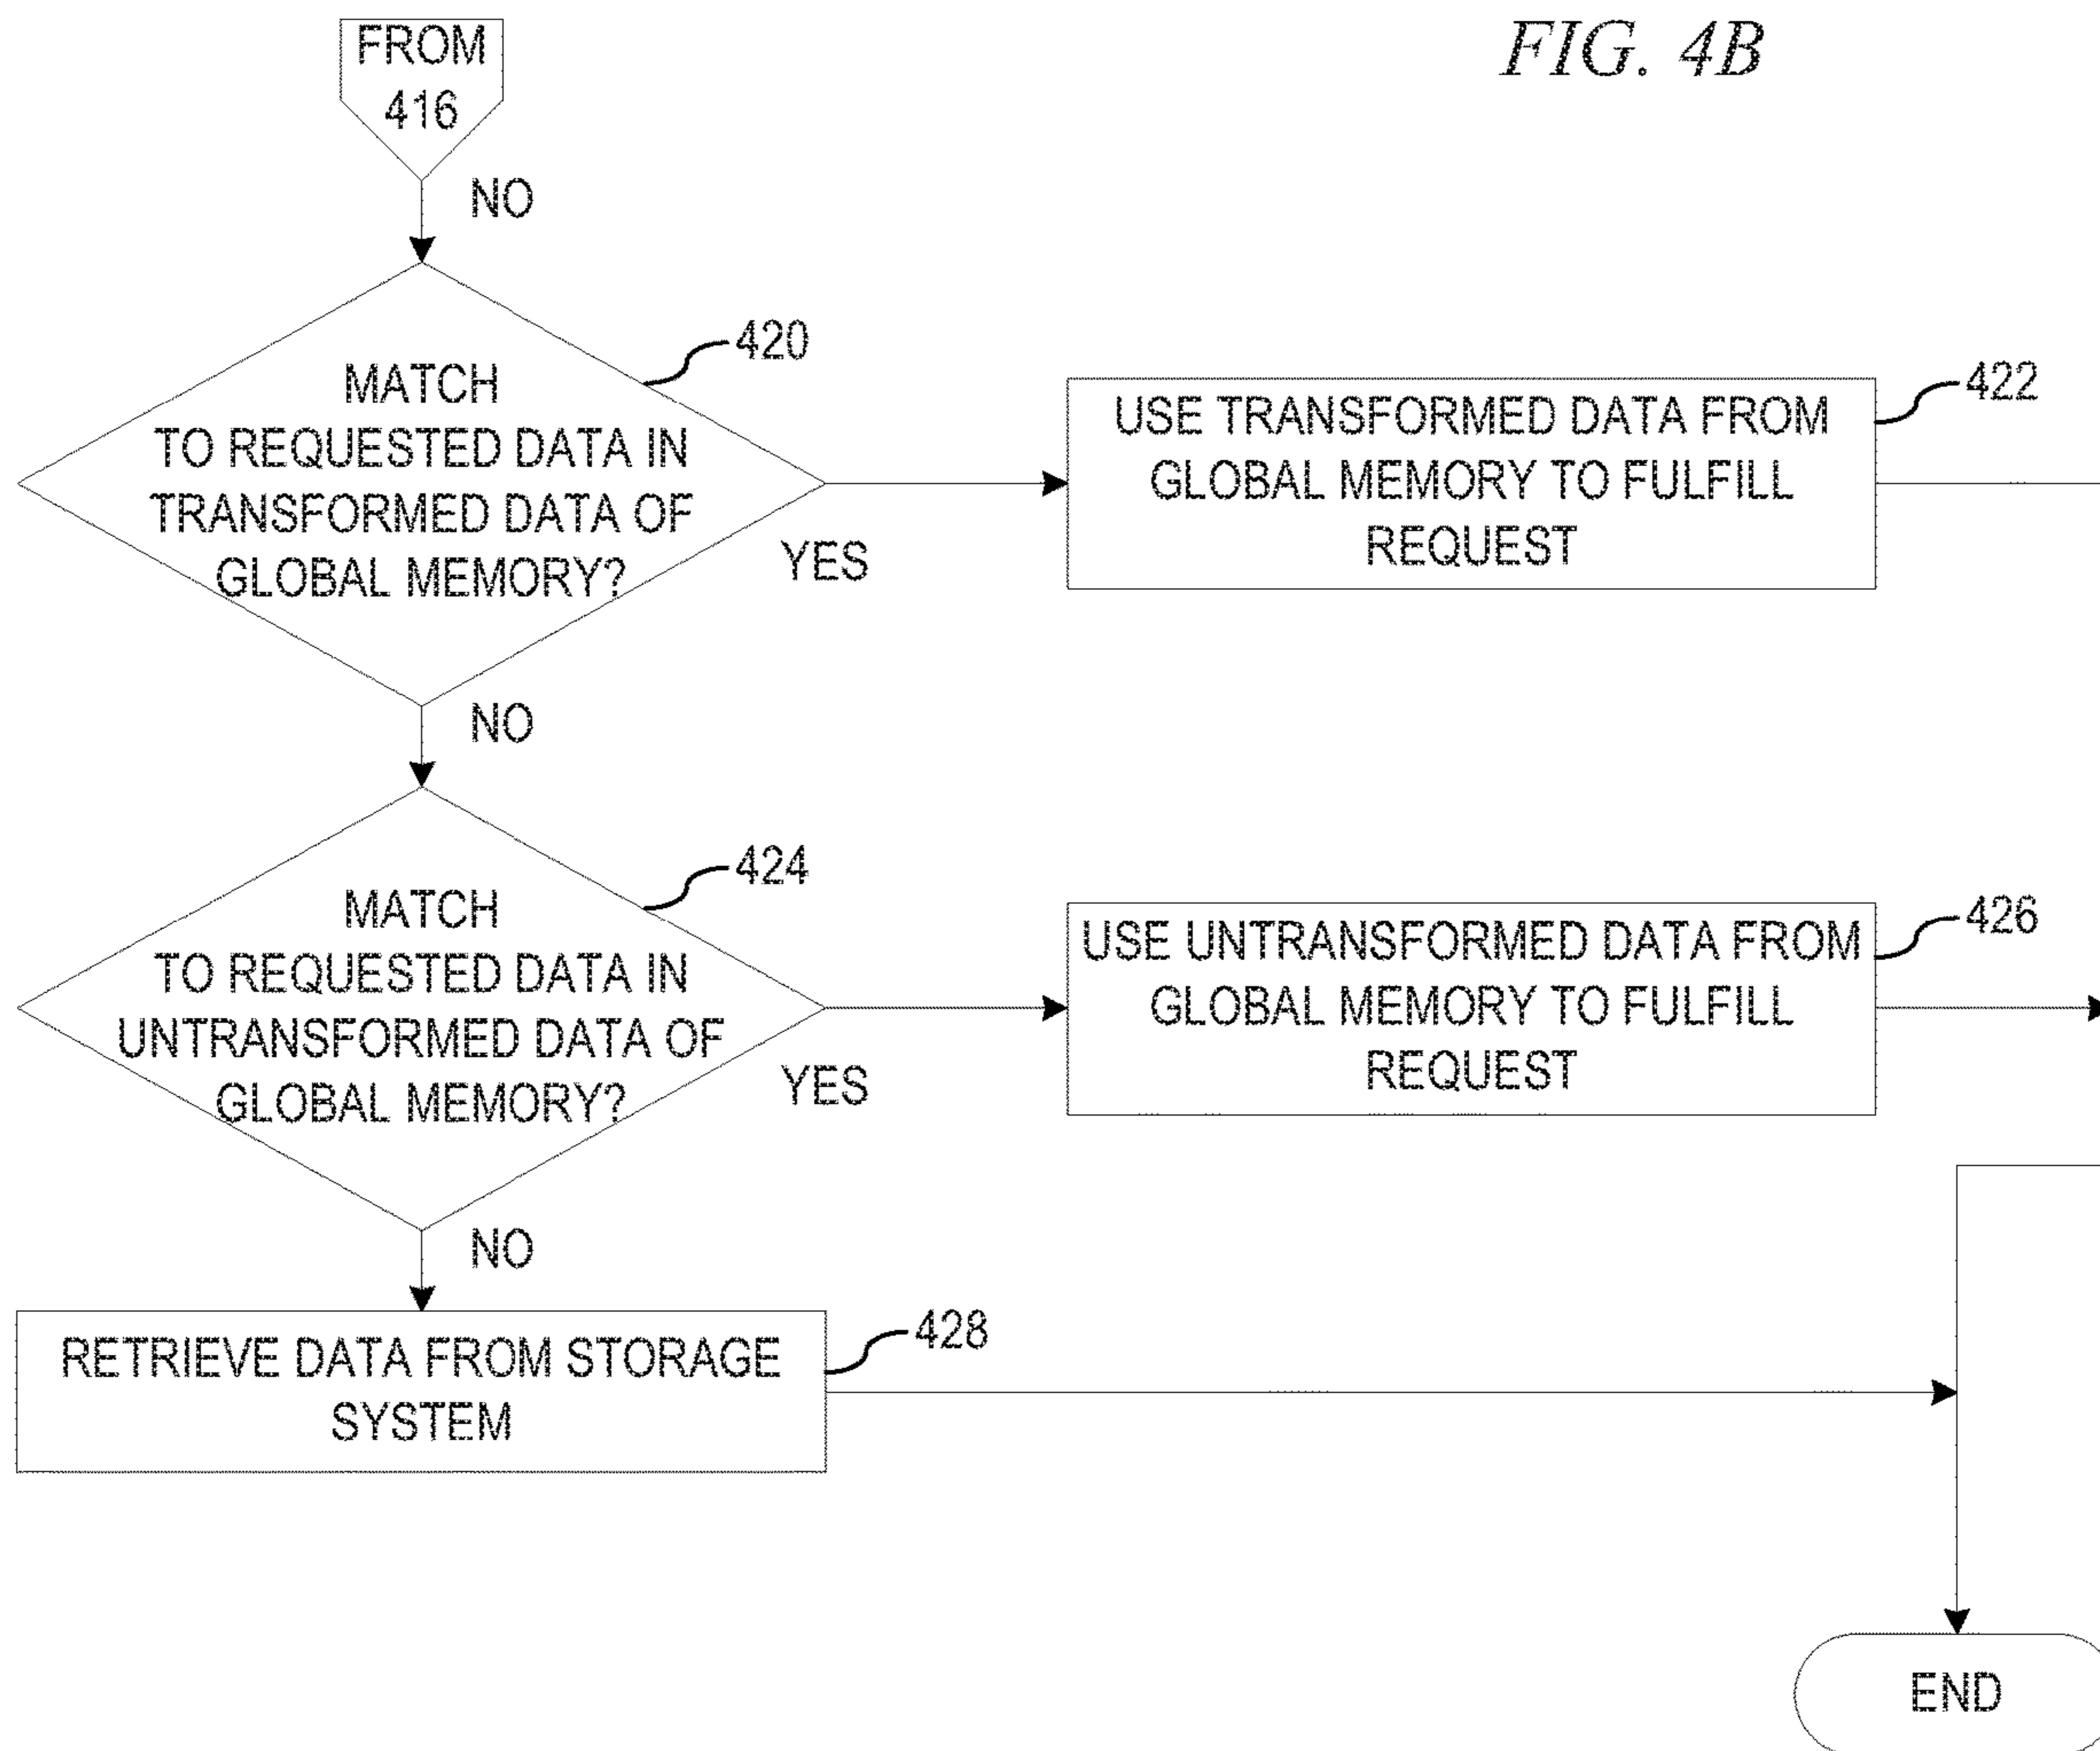 FIG. 4B
FROM
416
NO
MATCH
TO REQUESTED DATA IN
TRANSFORMED DATA OF
GLOBAL MEMORY?
420
YES
USE TRANSFORMED DATA FROM
GLOBAL MEMORY TO FULFILL
REQUEST
422
NO
MATCH
TO REQUESTED DATA IN
UNTRANSFORMED DATA OF
GLOBAL MEMORY?
424
YES
USE UNTRANSFORMED DATA FROM
GLOBAL MEMORY TO FULFILL
REQUEST
426
NO
RETRIEVE DATA FROM STORAGE
SYSTEM
428
END